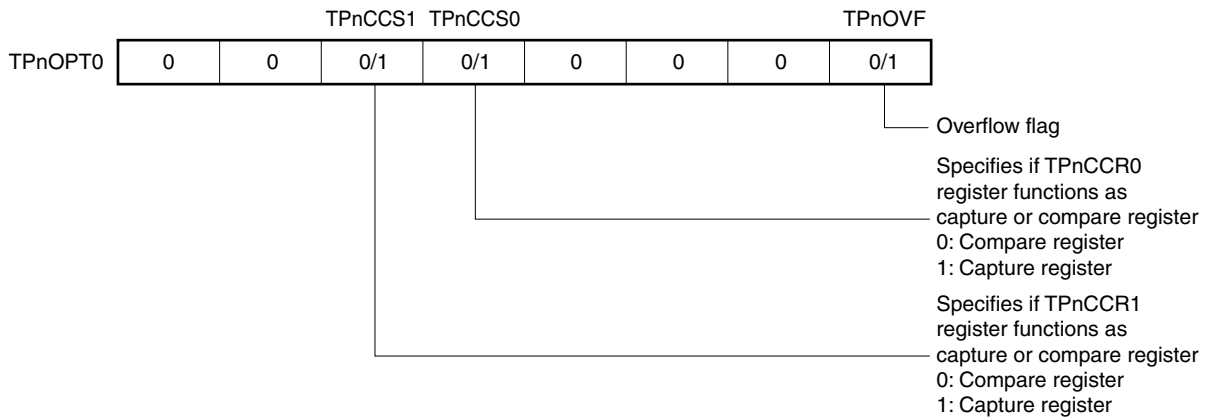 TPnCCS1 TPnCCS0 TPnOVF
TPnOPT0 0 0 0/1 0/1 0 0 0 0/1
Overflow flag
Specifies if TPnCCR0
register functions as
capture or compare register
0: Compare register
1: Capture register
Specifies if TPnCCR1
register functions as
capture or compare register
0: Compare register
1: Capture register